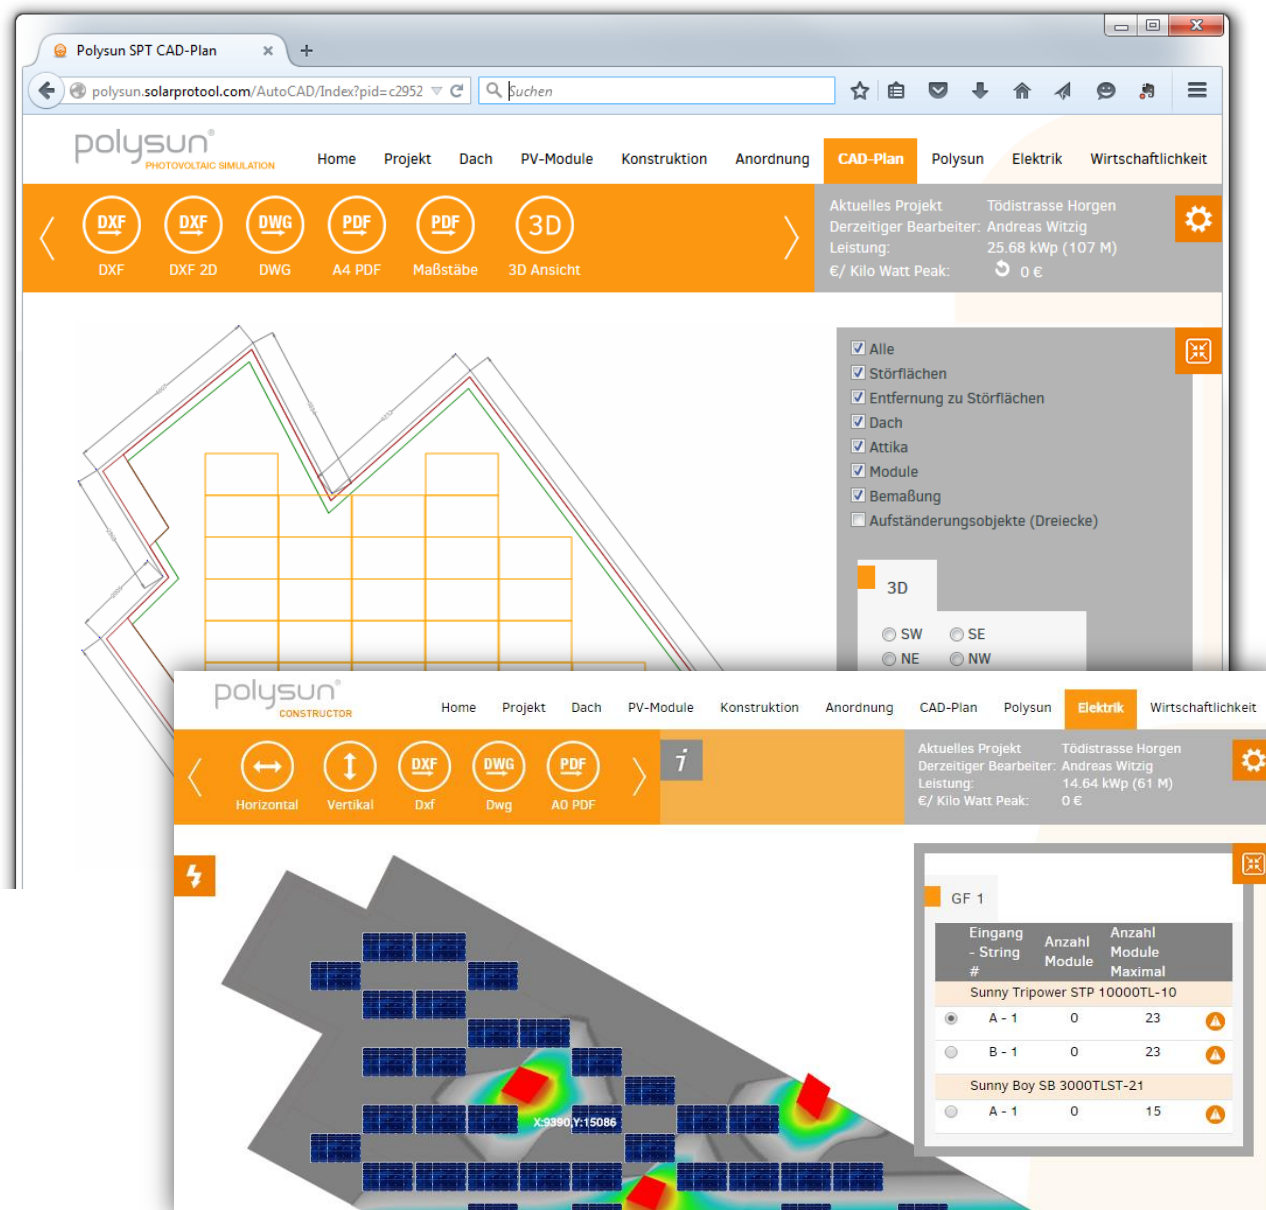 Polysun SPT CAD-Plan
polysun.solarprotool.com/AutoCAD/Index?pid=c2952
Suchen
polysun®
PHOTOVOLTAIC SIMULATION
Home Projekt Dach PV-Module Konstruktion Anordnung CAD-Plan Polysun Elektrik Wirtschaftlichkeit
DXF DXF DWG PDF PDF 3D
DXF DXF 2D DWG A4 PDF Maßstäbe 3D Ansicht
Aktuelles Projekt Tödistrasse Horgen
Derzeitiger Bearbeiter: Andreas Witzig
Leistung: 25.68 kWp (107 M)
€/ Kilo Watt Peak: 0 €
Alle
Störflächen
Entfernung zu Störflächen
Dach
Attika
Module
Bemaßung
Aufständerungsobjekte (Dreiecke)
3D
SW SE
NE NW
polysun®
CONSTRUCTOR
Home Projekt Dach PV-Module Konstruktion Anordnung CAD-Plan Polysun Elektrik Wirtschaftlichkeit
DXF DWG PDF
Horizontal Vertikal Dxf Dwg A0 PDF
i
Aktuelles Projekt Tödistrasse Horgen
Derzeitiger Bearbeiter: Andreas Witzig
Leistung: 14.64 kWp (61 M)
€/ Kilo Watt Peak: 0 €
GF 1
Eingang - String # Anzahl Module Anzahl Module Maximal
Sunny Tripower STP 10000TL-10
A - 1 0 23
B - 1 0 23
Sunny Boy SB 3000TLST-21
A - 1 0 15
X:9390,Y:15086